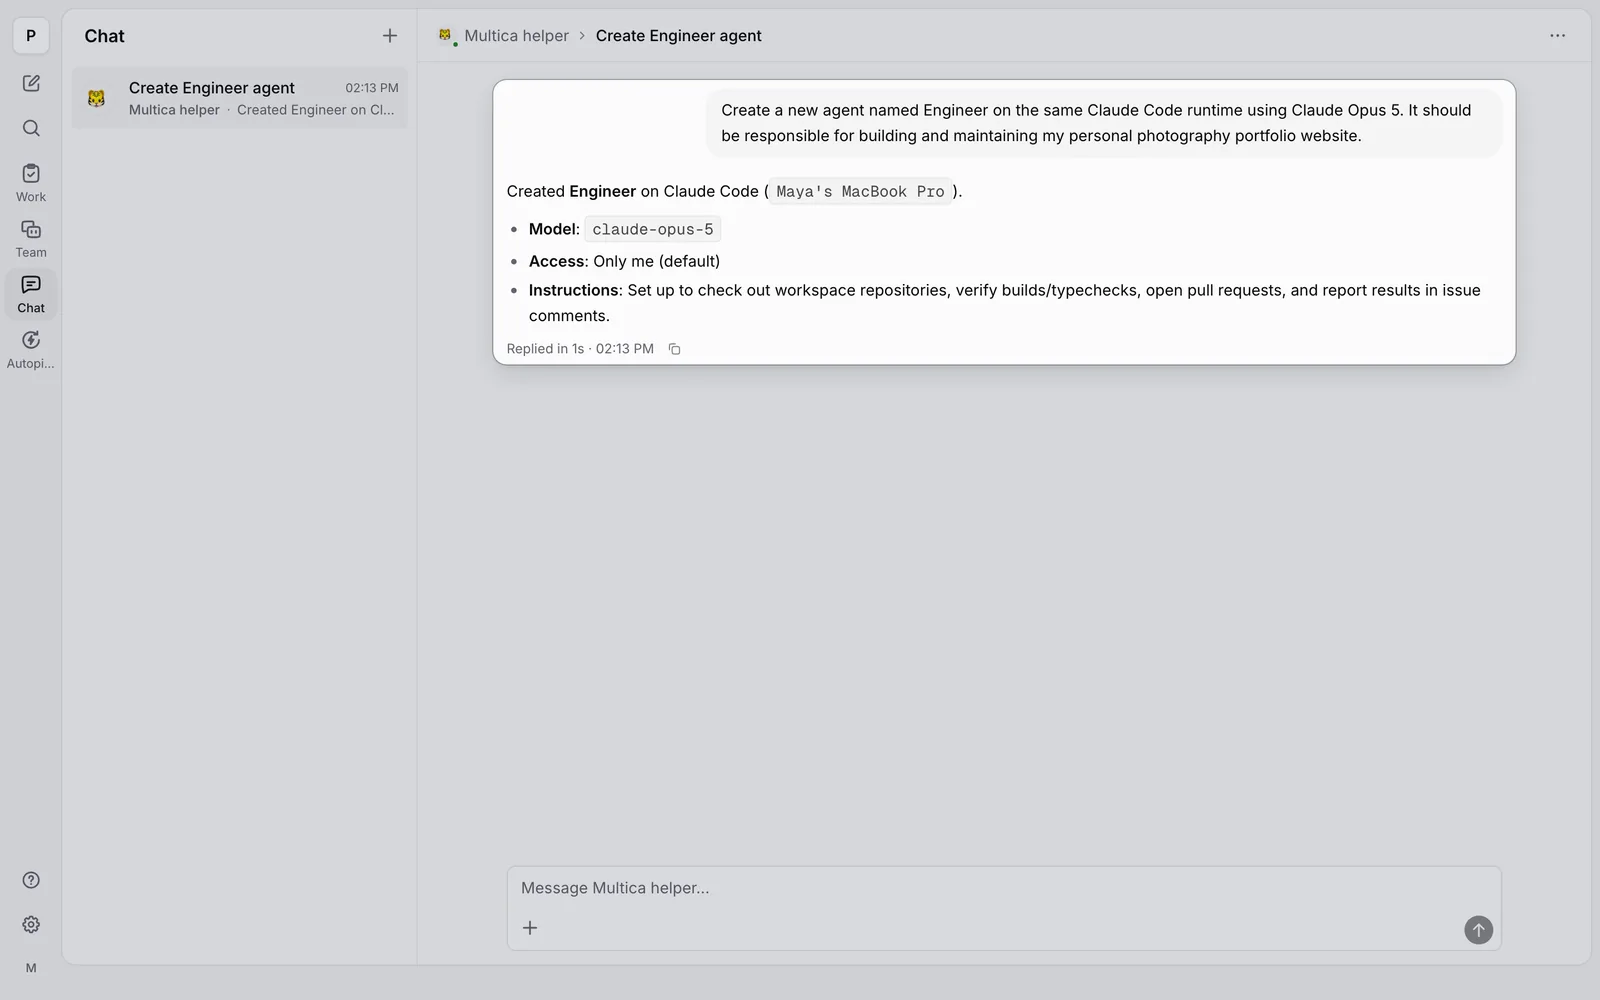 P
Work
Team
Chat
Autopi...
M
Chat
Create Engineer agent 02:13 PM
Multica helper · Created Engineer on Cl...
Multica helper > Create Engineer agent
Create a new agent named Engineer on the same Claude Code runtime using Claude Opus 5. It should
be responsible for building and maintaining my personal photography portfolio website.
Created Engineer on Claude Code ( Maya's MacBook Pro ).
• Model: claude-opus-5
• Access: Only me (default)
• Instructions: Set up to check out workspace repositories, verify builds/typechecks, open pull requests, and report results in issue
comments.
Replied in 1s · 02:13 PM
Message Multica helper...